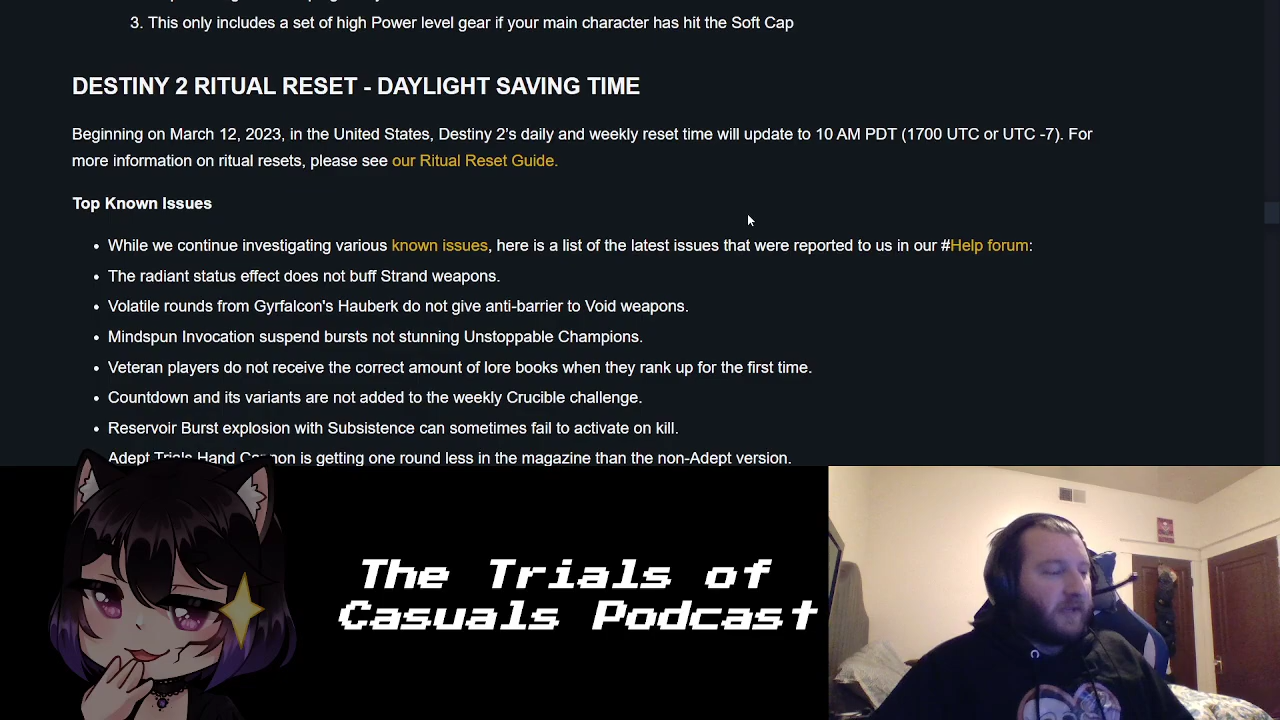 3. This only includes a set of high Power level gear if your main character has hit the Soft Cap
DESTINY 2 RITUAL RESET - DAYLIGHT SAVING TIME
Beginning on March 12, 2023, in the United States, Destiny 2's daily and weekly reset time will update to 10 AM PDT (1700 UTC or UTC -7). For
more information on ritual resets, please see our Ritual Reset Guide.
Top Known Issues
• While we continue investigating various known issues, here is a list of the latest issues that were reported to us in our #Help forum:
• The radiant status effect does not buff Strand weapons.
• Volatile rounds from Gyrfalcon's Hauberk do not give anti-barrier to Void weapons.
• Mindspun Invocation suspend bursts not stunning Unstoppable Champions.
• Veteran players do not receive the correct amount of lore books when they rank up for the first time.
• Countdown and its variants are not added to the weekly Crucible challenge.
• Reservoir Burst explosion with Subsistence can sometimes fail to activate on kill.
Adept Trials Hand Cannon is getting one round less in the magazine than the non-Adept version.
The Trials of
Casuals Podcast